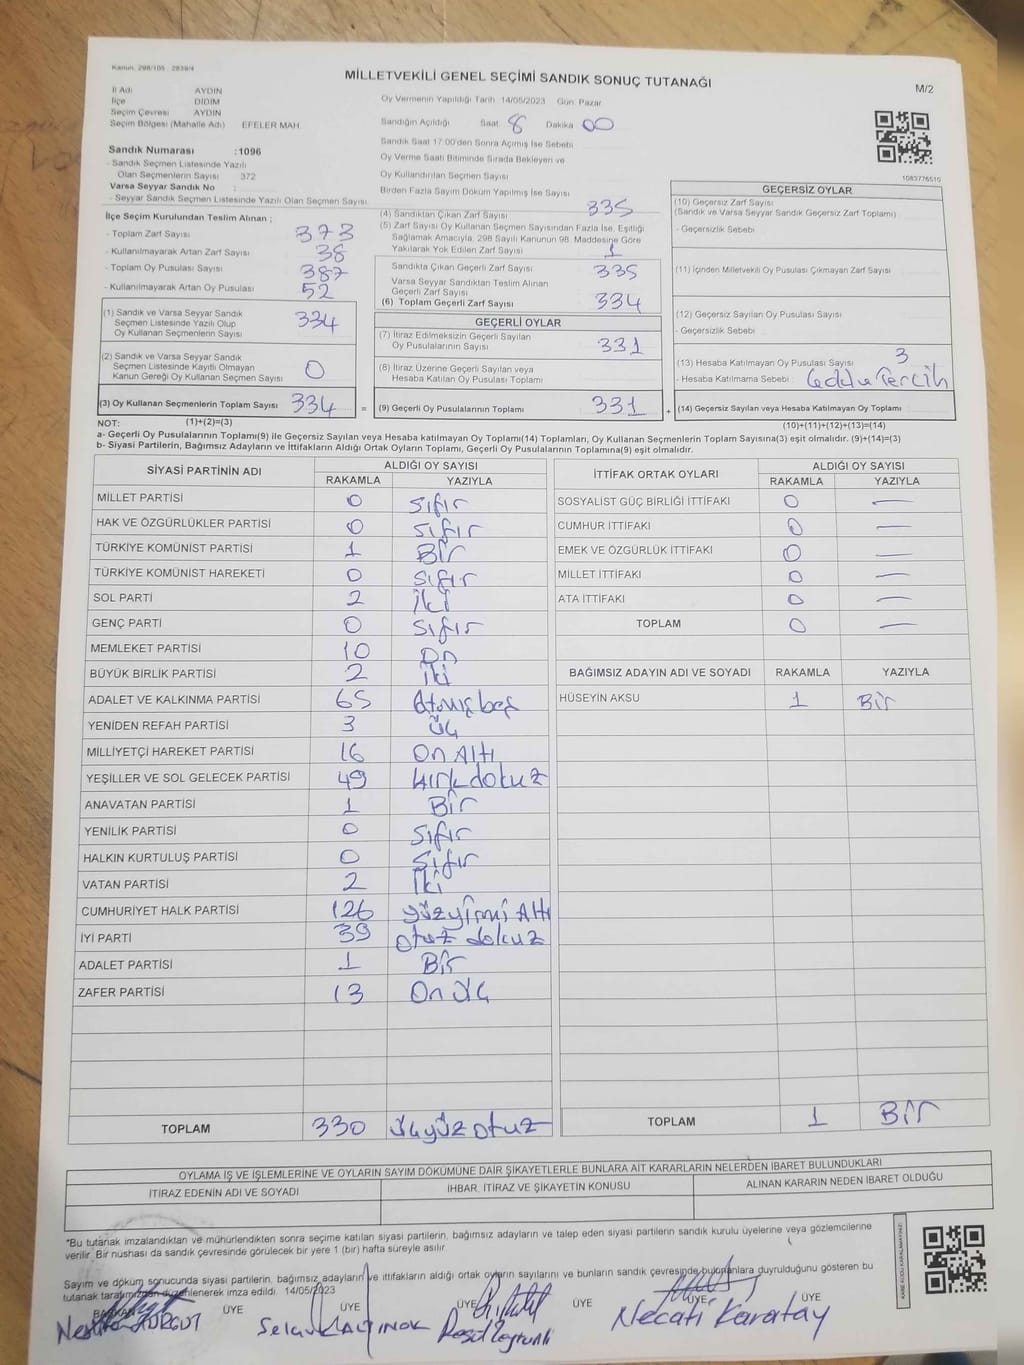 Kanun. 298/105 . 2839/4
MİLLETVEKİLİ GENEL SEÇİMİ SANDIK SONUÇ TUTANAĞI
M/2
İl Adı AYDIN
İlçe DİDİM
Seçim Çevresi AYDIN
Seçim Bölgesi (Mahalle Adı) EFELER MAH
Oy Vermenin Yapıldığı Tarih 14/05/2023 Gün: Pazar
Sandığın Açıldığı Saat 8 Dakika 00
Sandık Saat 17:00'den Sonra Açımış İse Sebebi
Oy Verme Saati Bitiminde Sırada Bekleyen ve
Oy Kullandırılan Seçmen Sayısı
Birden Fazla Sayım Döküm Yapılmış İse Sayısı
Sandık Numarası :1096
- Sandık Seçmen Listesinde Yazılı
Olan Seçmenlerin Sayısı 372
Varsa Seyyar Sandık No :
- Seyyar Sandık Seçmen Listesinde Yazılı Olan Seçmen Sayısı
1083776510
İlçe Seçim Kurulundan Teslim Alınan ;
- Toplam Zarf Sayısı 373
- Kullanılmayarak Artan Zarf Sayısı 38
- Toplam Oy Pusulası Sayısı 387
- Kullanılmayarak Artan Oy Pusulası 52
(1) Sandık ve Varsa Seyyar Sandık
Seçmen Listesinde Yazılı Olup
Oy Kullanan Seçmenlerin Sayısı 334
(2) Sandık ve Varsa Seyyar Sandık
Seçmen Listesinde Kayıtlı Olmayan
Kanun Gereği Oy Kullanan Seçmen Sayısı 0
(3) Oy Kullanan Seçmenlerin Toplam Sayısı 334 =
(4) Sandıktan Çıkan Zarf Sayısı 335
(5) Zarf Sayısı Oy Kullanan Seçmen Sayısından Fazla İse, Eşitliği
Sağlamak Amacıyla, 298 Sayılı Kanunun 98. Maddesine Göre
Yakılarak Yok Edilen Zarf Sayısı 1
Sandıkta Çıkan Geçerli Zarf Sayısı 335
Varsa Seyyar Sandıktan Teslim Alınan
Geçerli Zarf Sayısı
(6) Toplam Geçerli Zarf Sayısı 334
GEÇERLİ OYLAR
(7) İtiraz Edilmeksizin Geçerli Sayılan
Oy Pusulalarının Sayısı 331
(8) İtiraz Üzerine Geçerli Sayılan veya
Hesaba Katılan Oy Pusulası Toplamı
(9) Geçerli Oy Pusulalarının Toplamı 331 +
GEÇERSİZ OYLAR
(10) Geçersiz Zarf Sayısı
(Sandık ve Varsa Seyyar Sandık Geçersiz Zarf Toplamı)
- Geçersizlik Sebebi
(11) İçinden Milletvekili Oy Pusulası Çıkmayan Zarf Sayısı
(12) Geçersiz Sayılan Oy Pusulası Sayısı
- Geçersizlik Sebebi
(13) Hesaba Katılmayan Oy Pusulası Sayısı 3
- Hesaba Katılmama Sebebi : Tercih
(14) Geçersiz Sayılan veya Hesaba Katılmayan Oy Toplamı
NOT: (1)+(2)=(3)
(10)+(11)+(12)+(13)=(14)
a- Geçerli Oy Pusulalarının Toplamı(9) ile Geçersiz Sayılan veya Hesaba katılmayan Oy Toplamı(14) Toplamları, Oy Kullanan Seçmenlerin Toplam Sayısına(3) eşit olmalıdır. (9)+(14)=(3)
b- Siyasi Partilerin, Bağımsız Adayların ve İttifakların Aldığı Ortak Oyların Toplamı, Geçerli Oy Pusulalarının Toplamına(9) eşit olmalıdır.
SİYASİ PARTİNİN ADI ALDIĞI OY SAYISI
RAKAMLA YAZIYLA
MİLLET PARTİSİ 0 Sıfır
HAK VE ÖZGÜRLÜKLER PARTİSİ 0 Sıfır
TÜRKİYE KOMÜNİST PARTİSİ 1 Bir
TÜRKİYE KOMÜNİST HAREKETİ 0 Sıfır
SOL PARTİ 2 İki
GENÇ PARTİ 0 Sıfır
MEMLEKET PARTİSİ 10 On
BÜYÜK BİRLİK PARTİSİ 2 İki
ADALET VE KALKINMA PARTİSİ 65 Atmış beş
YENİDEN REFAH PARTİSİ 3 Üç
MİLLİYETÇİ HAREKET PARTİSİ 16 On Altı
YEŞİLLER VE SOL GELECEK PARTİSİ 49 kırk dokuz
ANAVATAN PARTİSİ 1 Bir
YENİLİK PARTİSİ 0 Sıfır
HALKIN KURTULUŞ PARTİSİ 0 Sıfır
VATAN PARTİSİ 2 İki
CUMHURİYET HALK PARTİSİ 126 yüzyirmi Altı
İYİ PARTİ 39 otuz dokuz
ADALET PARTİSİ 1 Bir
ZAFER PARTİSİ 13 On Üç
TOPLAM 330 üçyüz otuz
İTTİFAK ORTAK OYLARI ALDIĞI OY SAYISI
RAKAMLA YAZIYLA
SOSYALİST GÜÇ BİRLİĞİ İTTİFAKI 0 —
CUMHUR İTTİFAKI 0 —
EMEK VE ÖZGÜRLÜK İTTİFAKI 0 —
MİLLET İTTİFAKI 0 —
ATA İTTİFAKI 0 —
TOPLAM 0 —
BAĞIMSIZ ADAYIN ADI VE SOYADI RAKAMLA YAZIYLA
HÜSEYİN AKSU 1 Bir
TOPLAM 1 Bir
OYLAMA İŞ VE İŞLEMLERİNE VE OYLARIN SAYIM DÖKÜMÜNE DAİR ŞİKAYETLERLE BUNLARA AİT KARARLARIN NELERDEN İBARET BULUNDUKLARI
İTİRAZ EDENİN ADI VE SOYADI İHBAR, İTİRAZ VE ŞİKAYETİN KONUSU ALINAN KARARIN NEDEN İBARET OLDUĞU
*Bu tutanak imzalandıktan ve mühürlendikten sonra seçime katılan siyasi partilerin, bağımsız adayların ve talep eden siyasi partilerin sandık kurulu üyelerine veya gözlemcilerine
verilir. Bir nüshası da sandık çevresinde görülecek bir yere 1 (bir) hafta süreyle asılır.
Sayım ve döküm sonucunda siyasi partilerin, bağımsız adayların ve ittifakların aldığı ortak oyların sayılarını ve bunların sandık çevresinde bulunanlara duyrulduğunu gösteren bu
tutanak tarafımızdan düzenlenerek imza edildi. 14/05/2023
BAŞKAN ÜYE ÜYE ÜYE ÜYE ÜYE ÜYE
Necati Karatay
KARE KODU KARALAMAYINIZ!